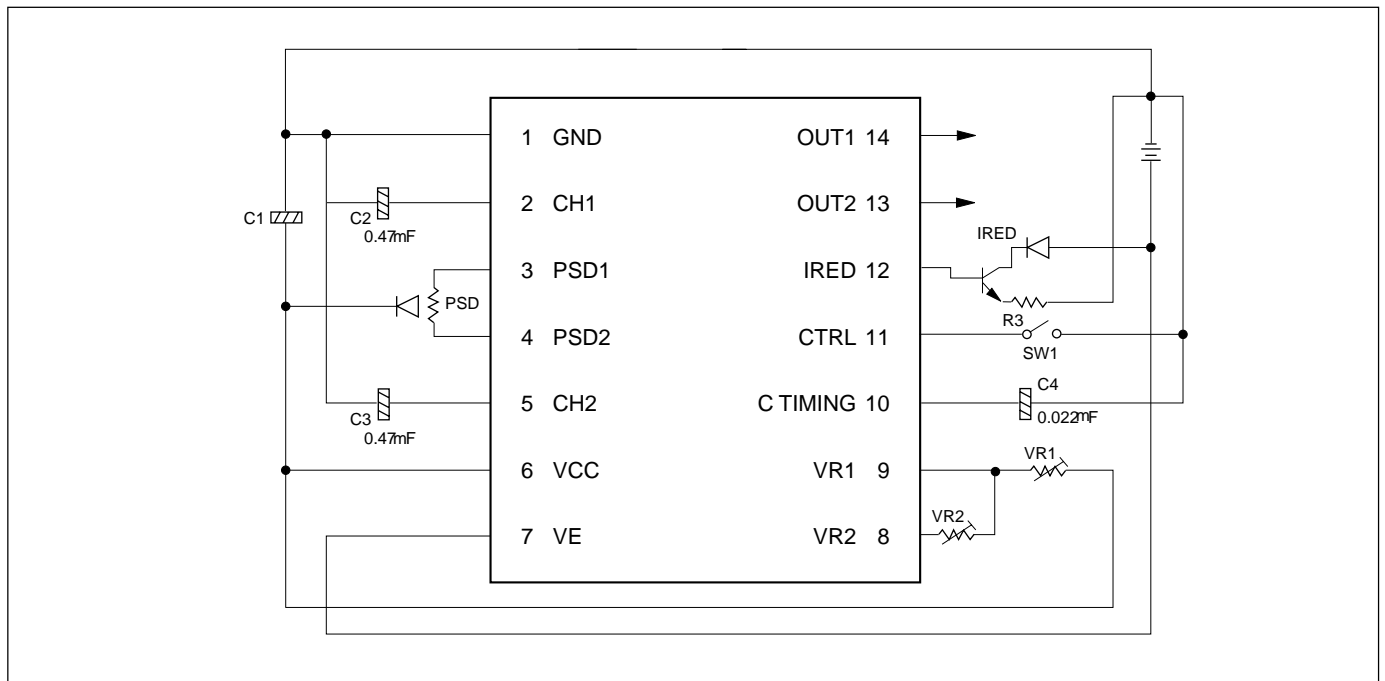 1 GND
OUT1 14
2 CH1
OUT2 13
C1
C2
0.47mF
IRED
3 PSD1
IRED 12
PSD
R3
4 PSD2
CTRL 11
SW1
C4
5 CH2
C TIMING 10
0.022mF
C3
0.47mF
VR1
6 VCC
VR1 9
VR2
7 VE
VR2 8